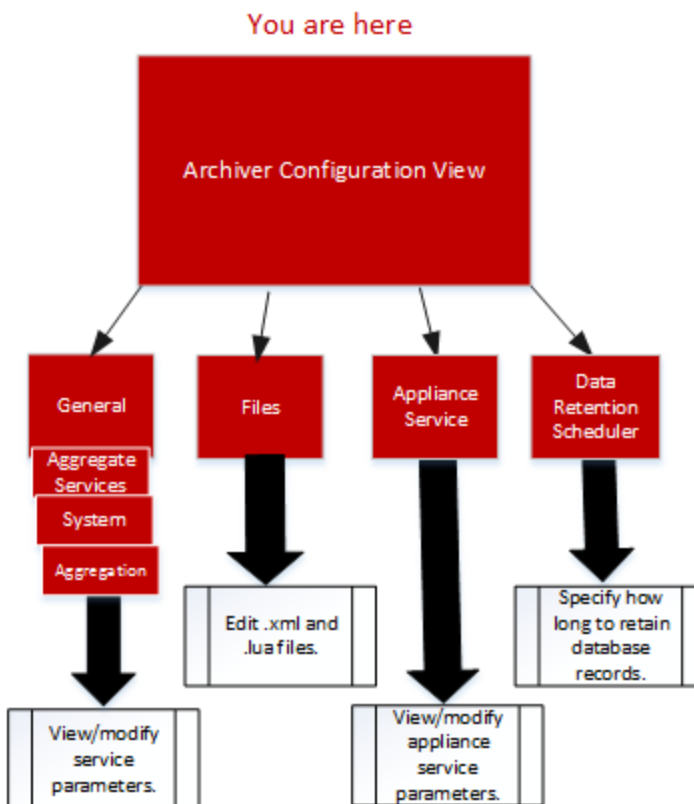 You are here
Archiver Configuration View
General
Files
Appliance
Service
Data
Retention
Scheduler
Aggregate
Services
System
Aggregation
Edit .xml and
.lua files.
Specify how
long to retain
database
records.
View/modify
service
parameters.
View/modify
appliance
service
parameters.